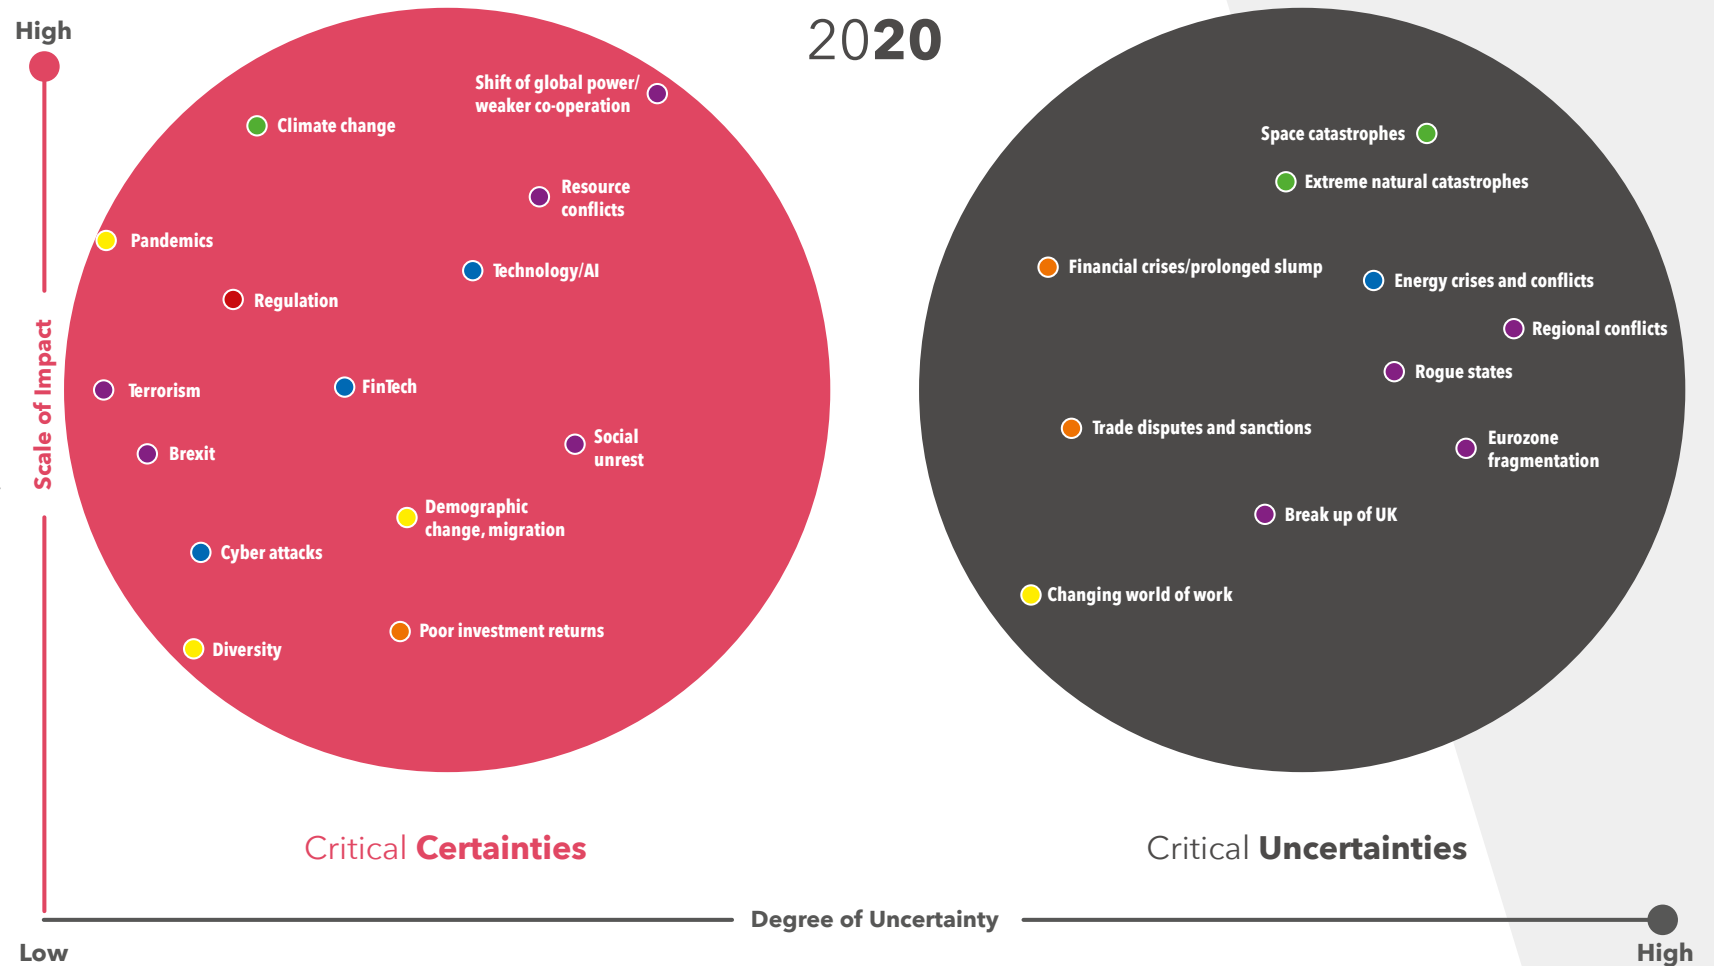 High
2020
Shift of global power/
weaker co-operation
Climate change
Resource
conflicts
Pandemics
Technology/AI
Regulation
Terrorism
FinTech
Brexit
Social
unrest
Demographic
change, migration
Cyber attacks
Poor investment returns
Diversity
Scale of Impact
Space catastrophes
Extreme natural catastrophes
Financial crises/prolonged slump
Energy crises and conflicts
Regional conflicts
Rogue states
Trade disputes and sanctions
Eurozone
fragmentation
Break up of UK
Changing world of work
Critical Certainties
Critical Uncertainties
Degree of Uncertainty
Low
High